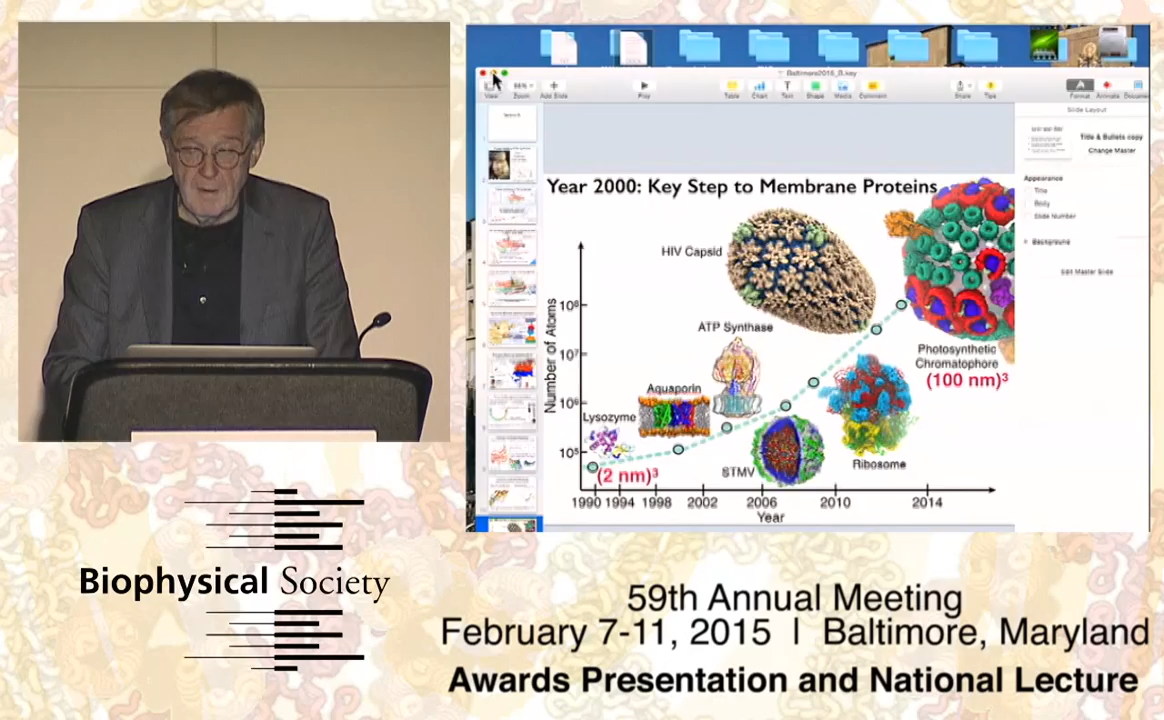 Baltimore2015_B.key
View
Zoom
Add Slide
Play
Table
Chart
Text
Shape
Media
Comment
Share
Tips
Format
Animate
Slide Layout
Title & Bullets copy
Change Master
Appearance
Title
Body
Slide Number
Background
Edit Master Slide
Year 2000: Key Step to Membrane Proteins
HIV Capsid
ATP Synthase
Aquaporin
Lysozyme
(2 nm)³
STMV
Ribosome
Photosynthetic
Chromatophore
(100 nm)³
Number of Atoms
10⁸
10⁷
10⁶
10⁵
1990 1994 1998 2002 2006 2010 2014
Year
Biophysical Society
59th Annual Meeting
February 7-11, 2015 | Baltimore, Maryland
Awards Presentation and National Lecture